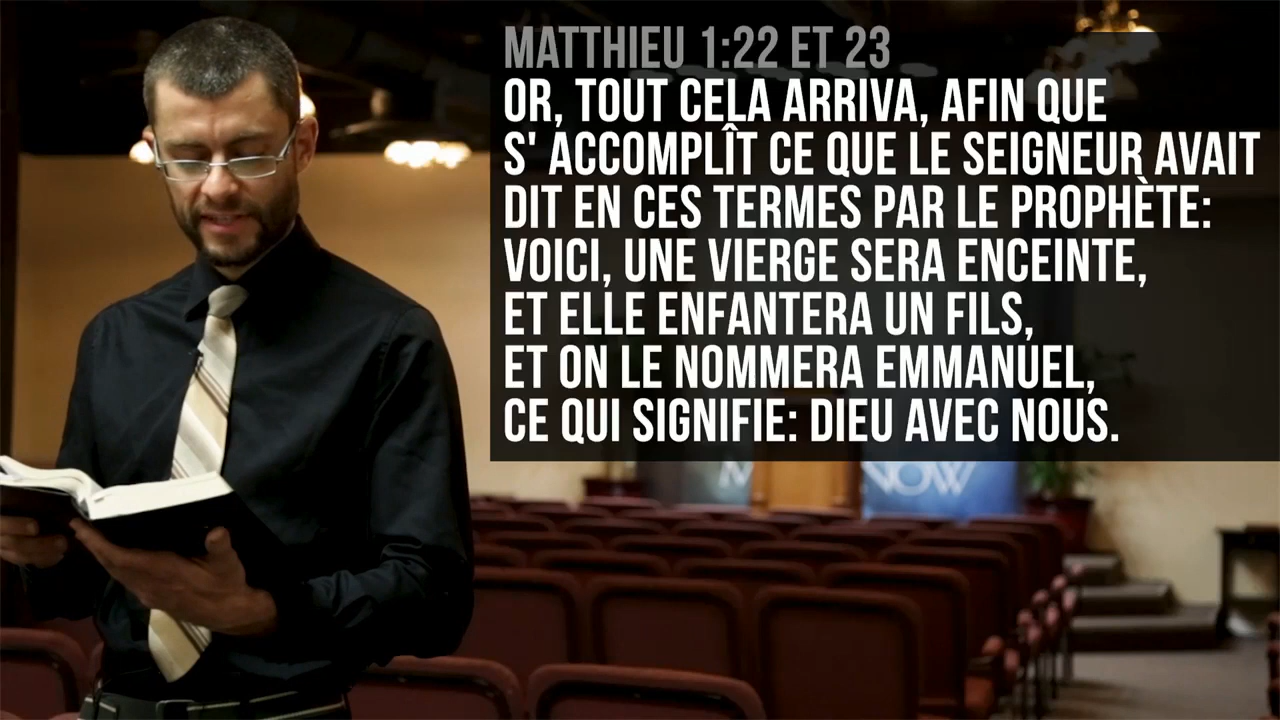 MATTHIEU 1:22 ET 23
OR, TOUT CELA ARRIVA, AFIN QUE
S' ACCOMPLÎT CE QUE LE SEIGNEUR AVAIT
DIT EN CES TERMES PAR LE PROPHÈTE:
VOICI, UNE VIERGE SERA ENCEINTE,
ET ELLE ENFANTERA UN FILS,
ET ON LE NOMMERA EMMANUEL,
CE QUI SIGNIFIE: DIEU AVEC NOUS.
NOW